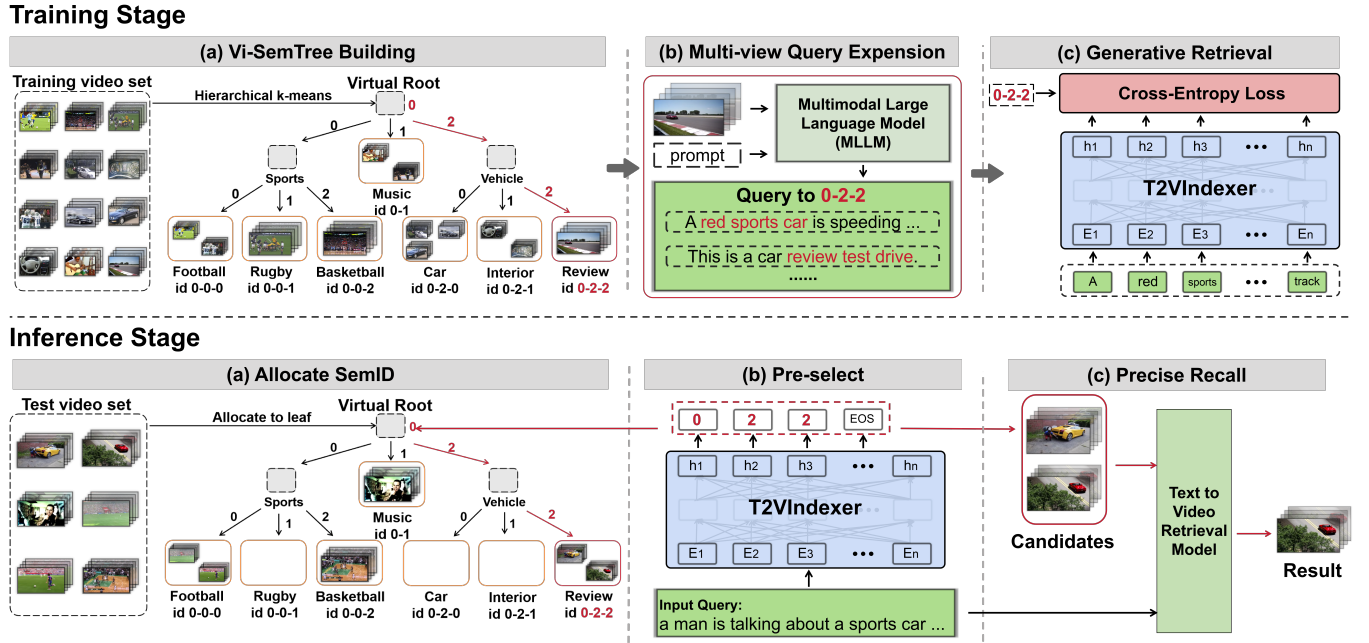 Training Stage
(a) Vi-SemTree Building
Training video set
Hierarchical k-means
Virtual Root
0
0
1
2
Sports
Music
id 0-1
Vehicle
0
1
2
0
1
2
Football
id 0-0-0
Rugby
id 0-0-1
Basketball
id 0-0-2
Car
id 0-2-0
Interior
id 0-2-1
Review
id 0-2-2
(b) Multi-view Query Expension
prompt
Multimodal Large
Language Model
(MLLM)
Query to 0-2-2
A red sports car is speeding ...
This is a car review test drive.
......
(c) Generative Retrieval
0-2-2
Cross-Entropy Loss
h1 h2 h3 ••• hn
T2VIndexer
E1 E2 E3 ••• En
A red sports ••• track
Inference Stage
(a) Allocate SemID
Test video set
Allocate to leaf
Virtual Root
0
0
1
2
Sports
Music
id 0-1
Vehicle
0
1
2
0
1
2
Football
id 0-0-0
Rugby
id 0-0-1
Basketball
id 0-0-2
Car
id 0-2-0
Interior
id 0-2-1
Review
id 0-2-2
(b) Pre-select
0 2 2 EOS
h1 h2 h3 ••• hn
T2VIndexer
E1 E2 E3 ••• En
Input Query:
a man is talking about a sports car ...
(c) Precise Recall
Candidates
Text to
Video
Retrieval
Model
Result